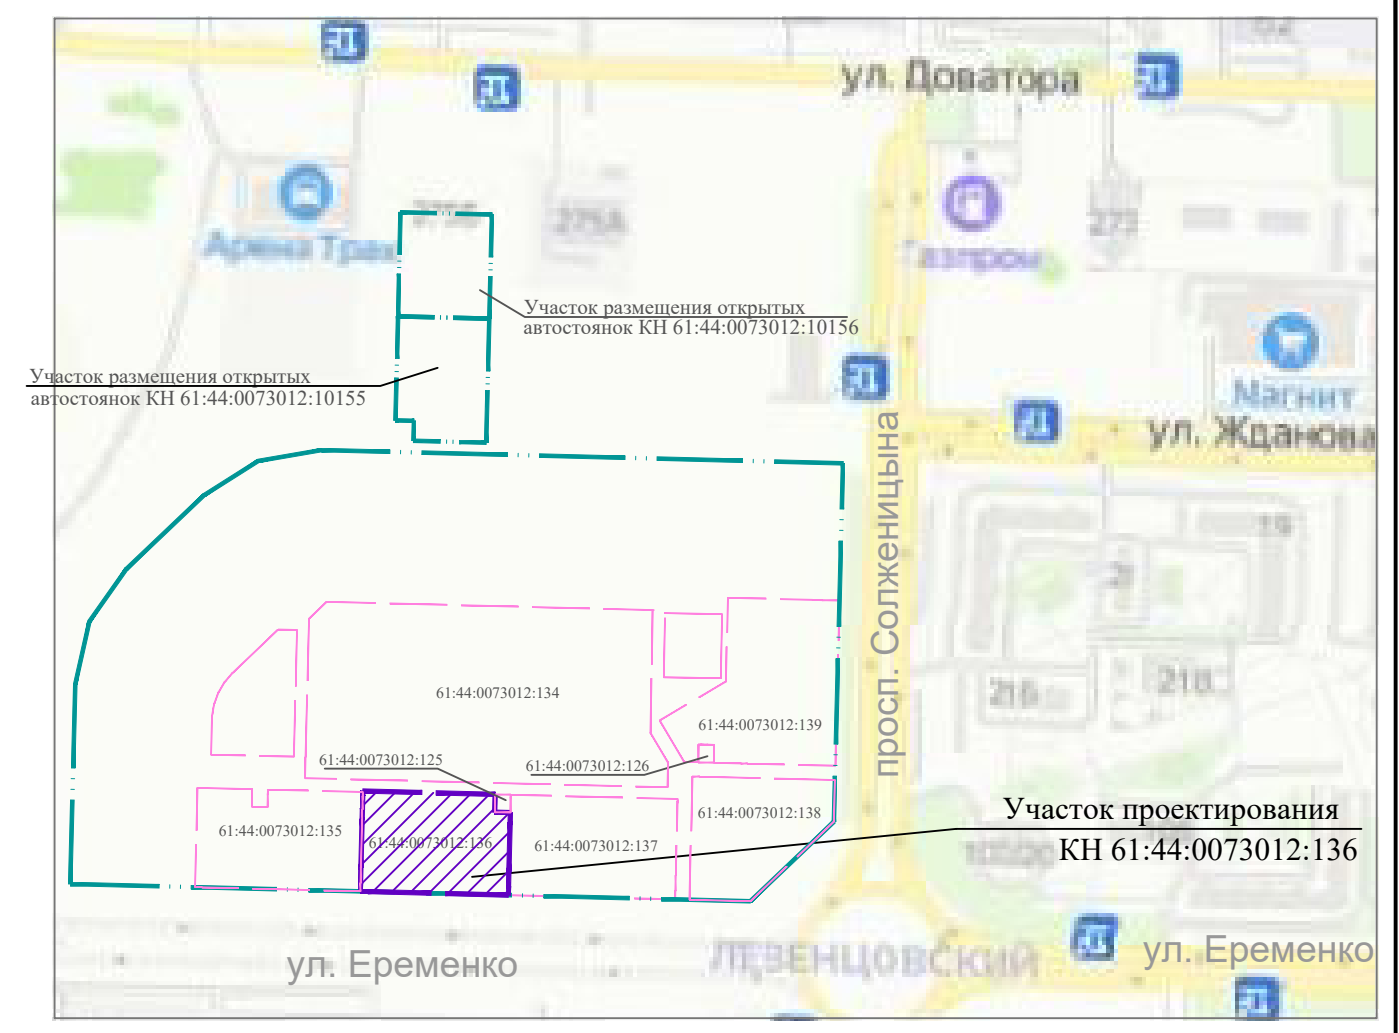 ул. Доватора
275А
Арена Трак
Газпром
273
Участок размещения открытых
автостоянок КН 61:44:0073012:10156
Участок размещения открытых
автостоянок КН 61:44:0073012:10155
Магнит
ул. Жданова
просп. Солженицына
19
21Б
61:44:0073012:134
61:44:0073012:139
61:44:0073012:125
61:44:0073012:126
61:44:0073012:138
61:44:0073012:135
61:44:0073012:136
61:44:0073012:137
Участок проектирования
КН 61:44:0073012:136
ул. Еременко
ЛЕВЕНЦОВСКИЙ
ул. Еременко